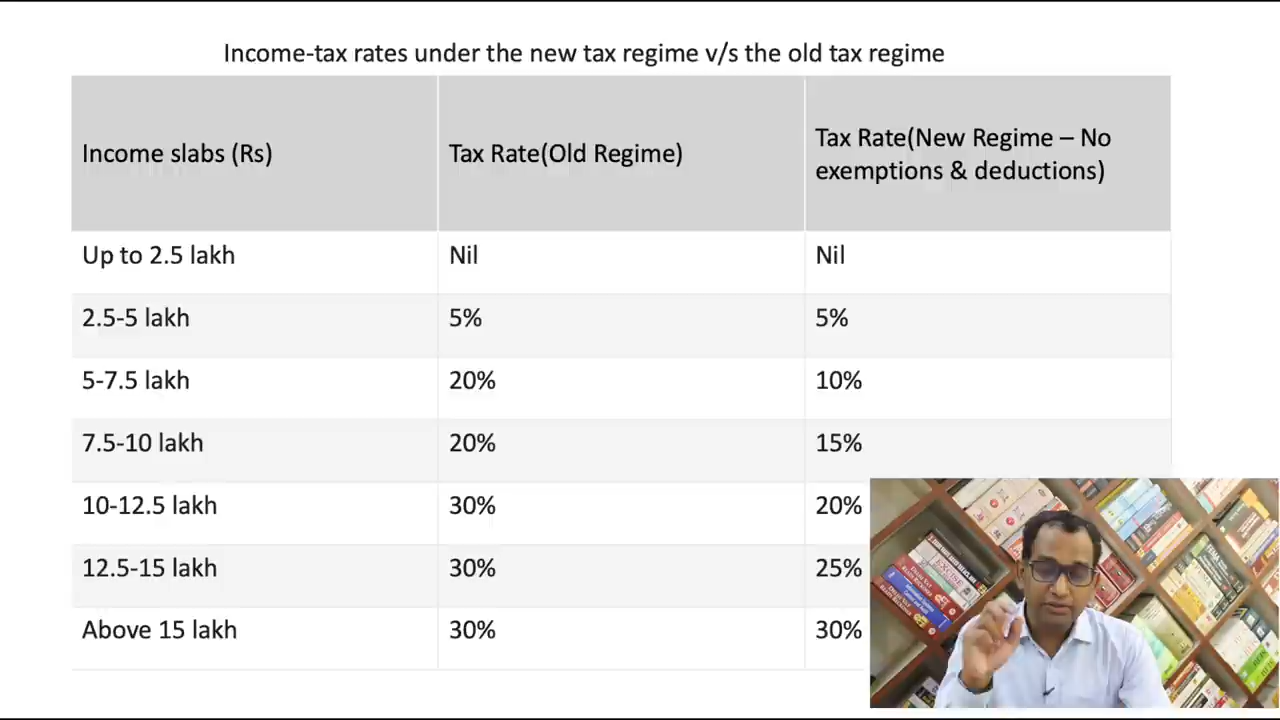 Income-tax rates under the new tax regime v/s the old tax regime
Income slabs (Rs)
Tax Rate(Old Regime)
Tax Rate(New Regime – No
exemptions & deductions)
Up to 2.5 lakh
Nil
Nil
2.5-5 lakh
5%
5%
5-7.5 lakh
20%
10%
7.5-10 lakh
20%
15%
10-12.5 lakh
30%
20%
12.5-15 lakh
30%
25%
Above 15 lakh
30%
30%